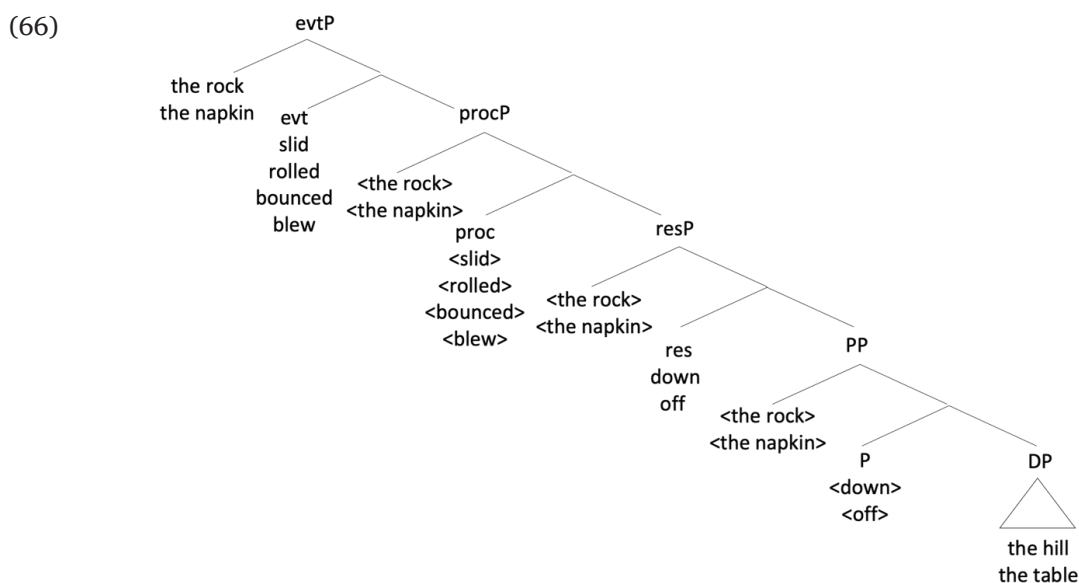 (66)
evtP
the rock
the napkin
evt
slid
rolled
bounced
blew
procP
<the rock>
<the napkin>
proc
<slid>
<rolled>
<bounced>
<blew>
resP
<the rock>
<the napkin>
res
down
off
PP
<the rock>
<the napkin>
P
<down>
<off>
DP
the hill
the table